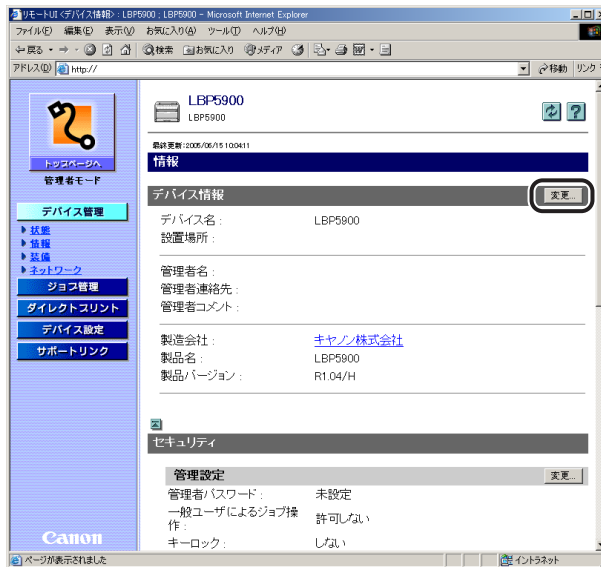 リモートUI <デバイス情報> : LBP5900 : LBP5900 - Microsoft Internet Explorer
ファイル(F) 編集(E) 表示(V) お気に入り(A) ツール(T) ヘルプ(H)
戻る 検索 お気に入り メディア
アドレス(D) http:// 移動 リンク
LBP5900
LBP5900
最終更新 : 2005/06/15 10:04:11
トップページへ
管理者モード
情報
デバイス管理
状態
情報
装備
ネットワーク
ジョブ管理
ダイレクトプリント
デバイス設定
サポートリンク
デバイス情報 変更...
デバイス名 : LBP5900
設置場所 :
管理者名 :
管理者連絡先 :
管理者コメント :
製造会社 : キヤノン株式会社
製品名 : LBP5900
製品バージョン : R1.04/H
セキュリティ
管理設定 変更...
管理者パスワード : 未設定
一般ユーザによるジョブ操
作 : 許可しない
キーロック : しない
Canon
ページが表示されました イントラネット